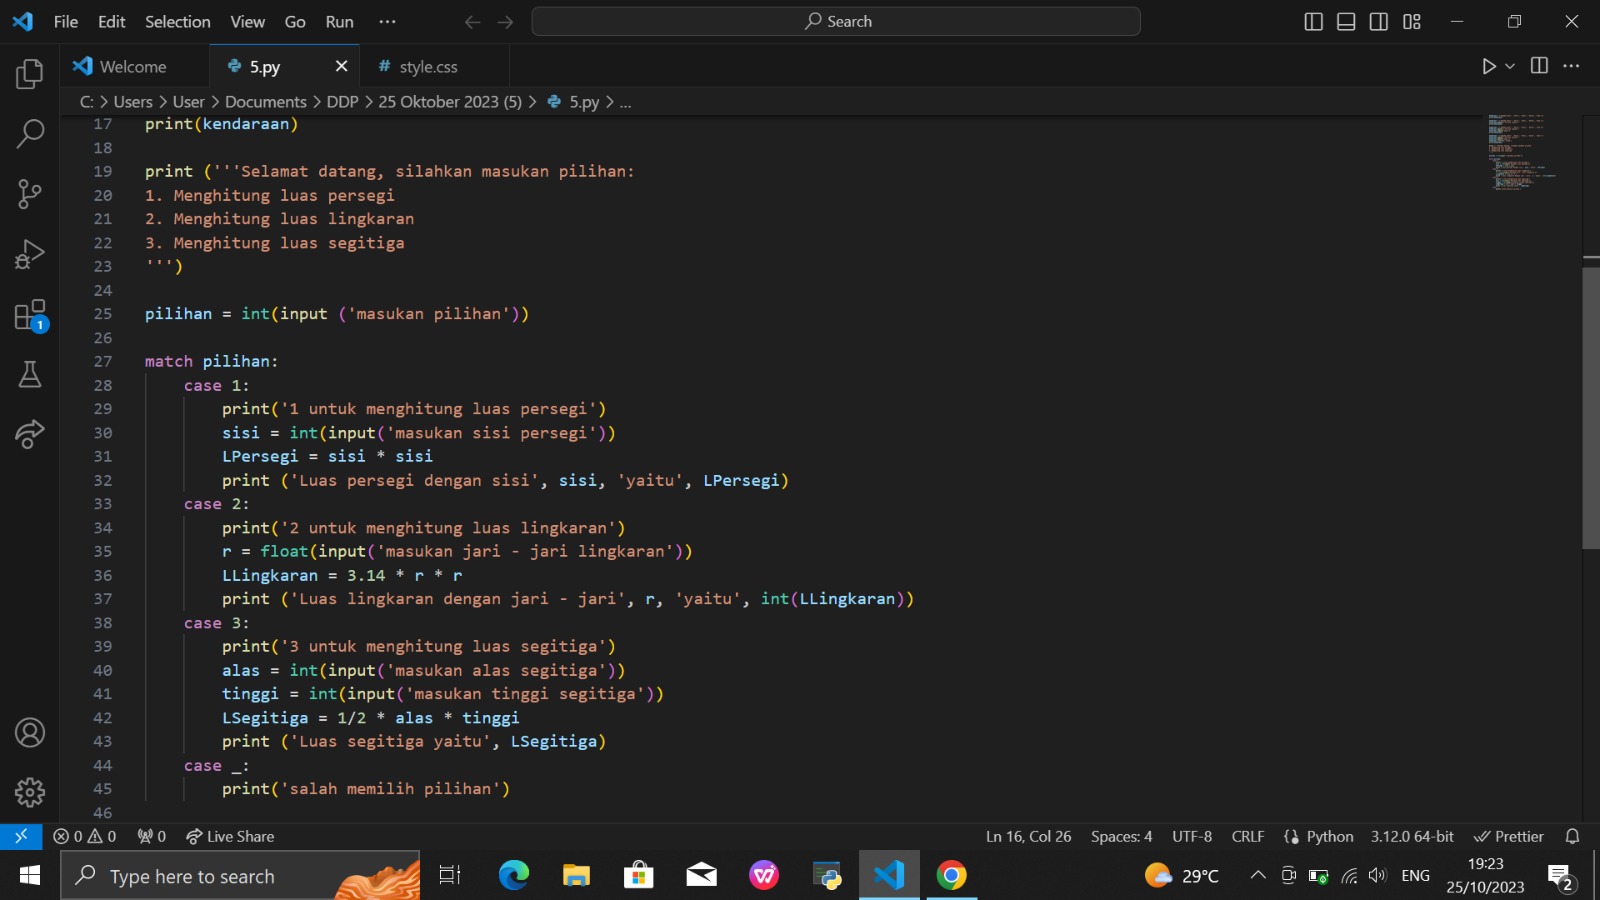 File Edit Selection View Go Run ··· Search
Welcome 5.py # style.css
C: > Users > User > Documents > DDP > 25 Oktober 2023 (5) > 5.py > ...
17 print(kendaraan)
18
19 print ('''Selamat datang, silahkan masukan pilihan:
20 1. Menghitung luas persegi
21 2. Menghitung luas lingkaran
22 3. Menghitung luas segitiga
23 ''')
24
25 pilihan = int(input ('masukan pilihan'))
26
27 match pilihan:
28 case 1:
29 print('1 untuk menghitung luas persegi')
30 sisi = int(input('masukan sisi persegi'))
31 LPersegi = sisi * sisi
32 print ('Luas persegi dengan sisi', sisi, 'yaitu', LPersegi)
33 case 2:
34 print('2 untuk menghitung luas lingkaran')
35 r = float(input('masukan jari - jari lingkaran'))
36 LLingkaran = 3.14 * r * r
37 print ('Luas lingkaran dengan jari - jari', r, 'yaitu', int(LLingkaran))
38 case 3:
39 print('3 untuk menghitung luas segitiga')
40 alas = int(input('masukan alas segitiga'))
41 tinggi = int(input('masukan tinggi segitiga'))
42 LSegitiga = 1/2 * alas * tinggi
43 print ('Luas segitiga yaitu', LSegitiga)
44 case _:
45 print('salah memilih pilihan')
46
1
0 0 0 Live Share Ln 16, Col 26 Spaces: 4 UTF-8 CRLF Python 3.12.0 64-bit Prettier
Type here to search 29°C ENG 19:23
25/10/2023 2